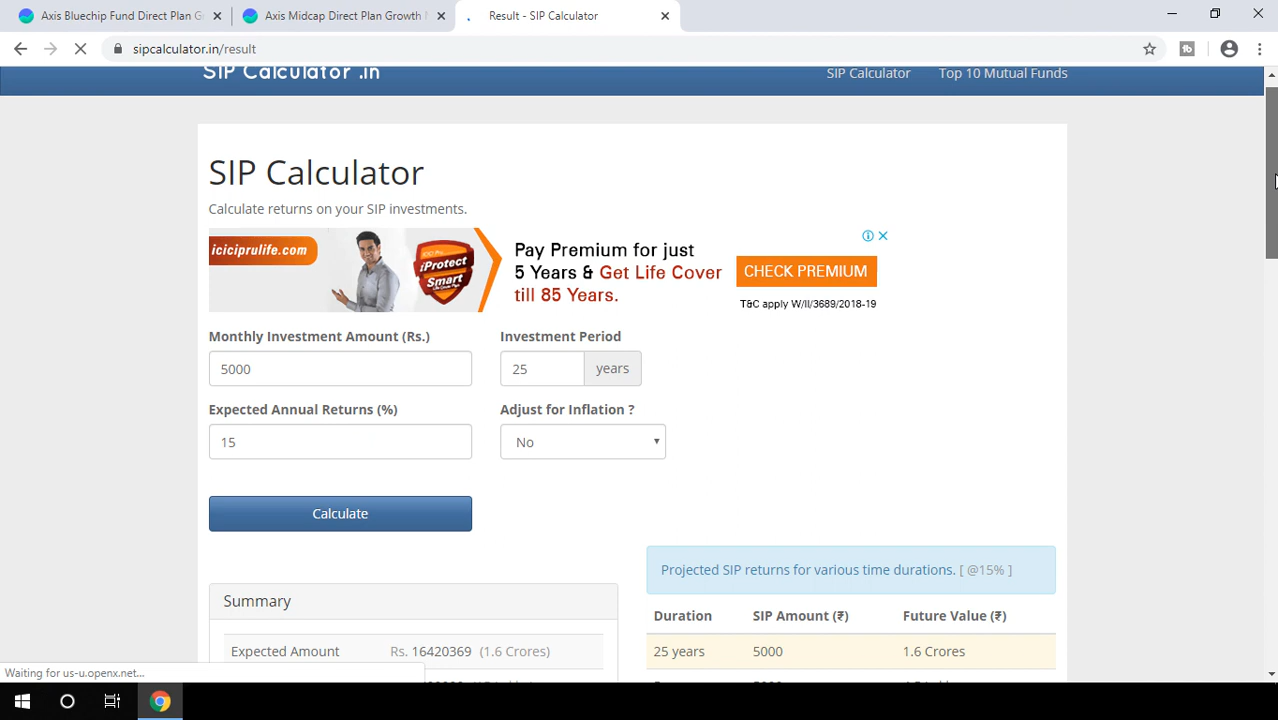 Axis Bluechip Fund Direct Plan G
Axis Midcap Direct Plan Growth
Result - SIP Calculator
sipcalculator.in/result
SIP Calculator .in
SIP Calculator
Top 10 Mutual Funds
SIP Calculator
Calculate returns on your SIP investments.
iciciprulife.com
iProtect
Smart
Pay Premium for just
5 Years & Get Life Cover
till 85 Years.
CHECK PREMIUM
T&C apply W/II/3689/2018-19
Monthly Investment Amount (Rs.)
Investment Period
5000
25
years
Expected Annual Returns (%)
Adjust for Inflation ?
15
No
Calculate
Projected SIP returns for various time durations. [ @15% ]
Summary
Duration
SIP Amount (₹)
Future Value (₹)
Expected Amount
Rs. 16420369 (1.6 Crores)
25 years
5000
1.6 Crores
Waiting for us-u.openx.net...